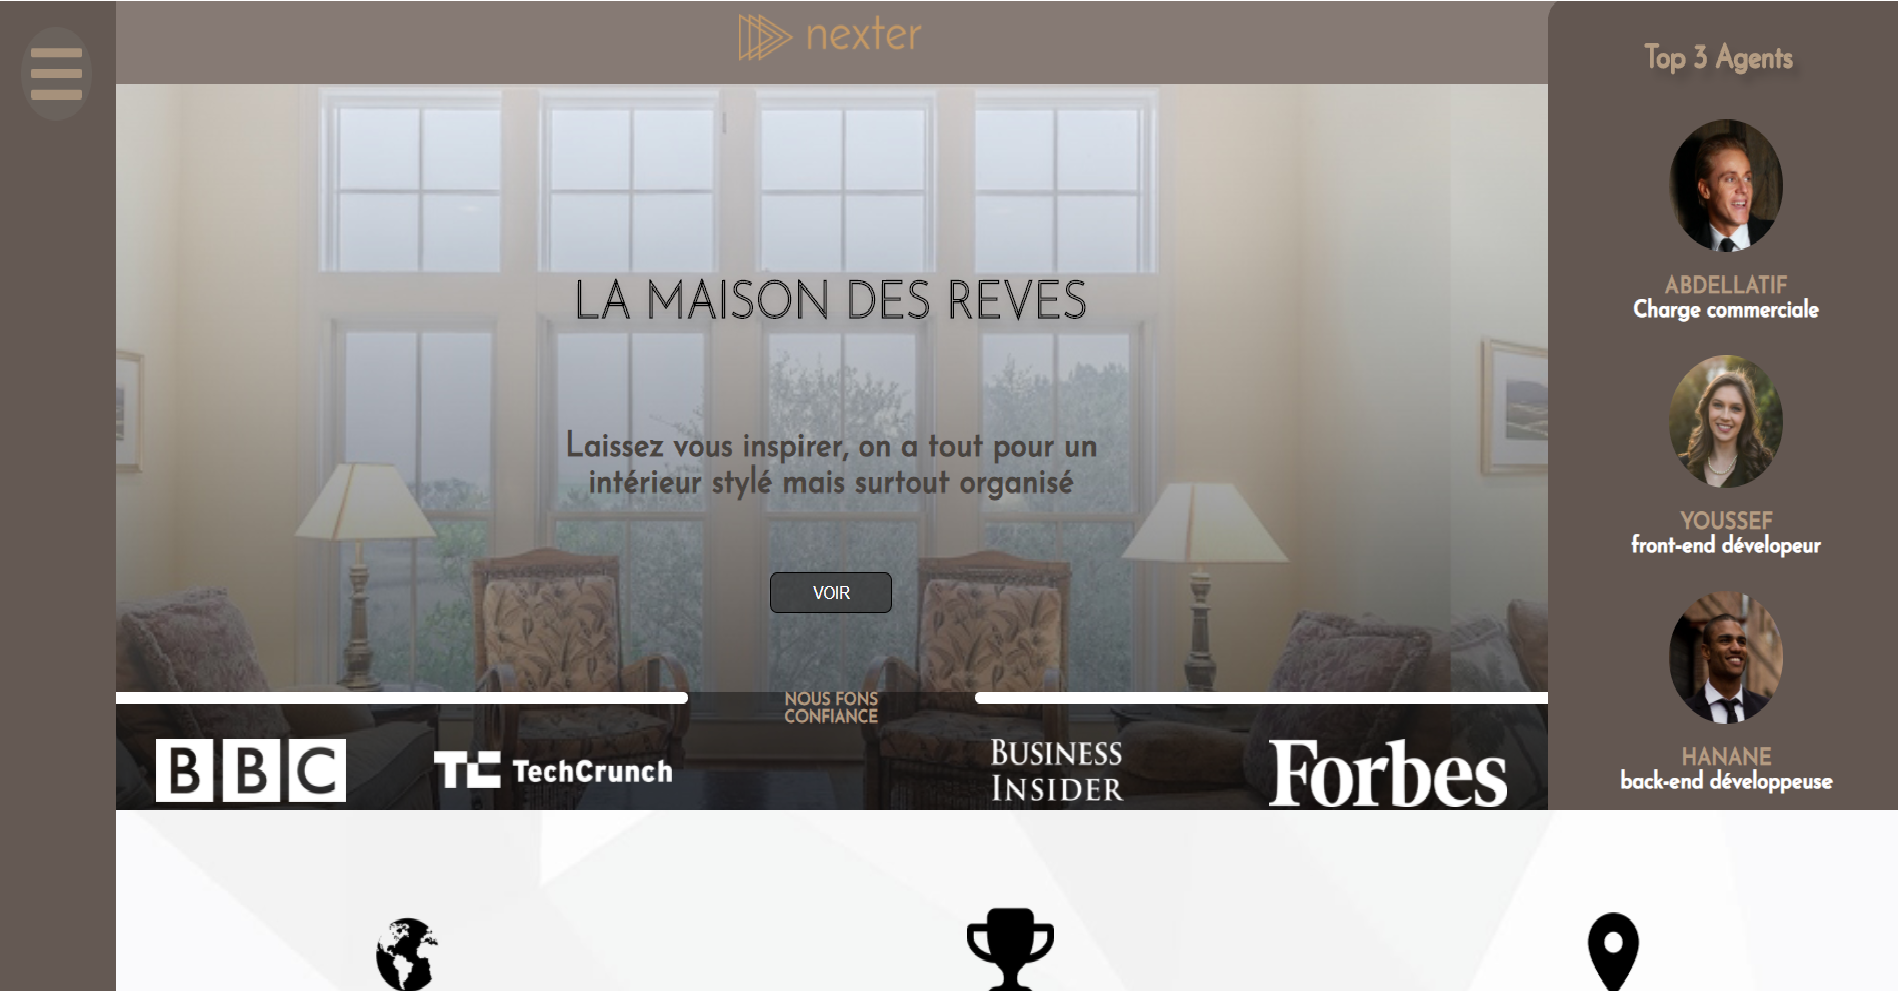 nexter
LA MAISON DES REVES
Laissez vous inspirer, on a tout pour un
intérieur stylé mais surtout organisé
VOIR
NOUS FONS
CONFIANCE
BBC
TC TechCrunch
BUSINESS
INSIDER
Forbes
Top 3 Agents
ABDELLATIF
Charge commerciale
YOUSSEF
front-end dévelopeur
HANANE
back-end développeuse